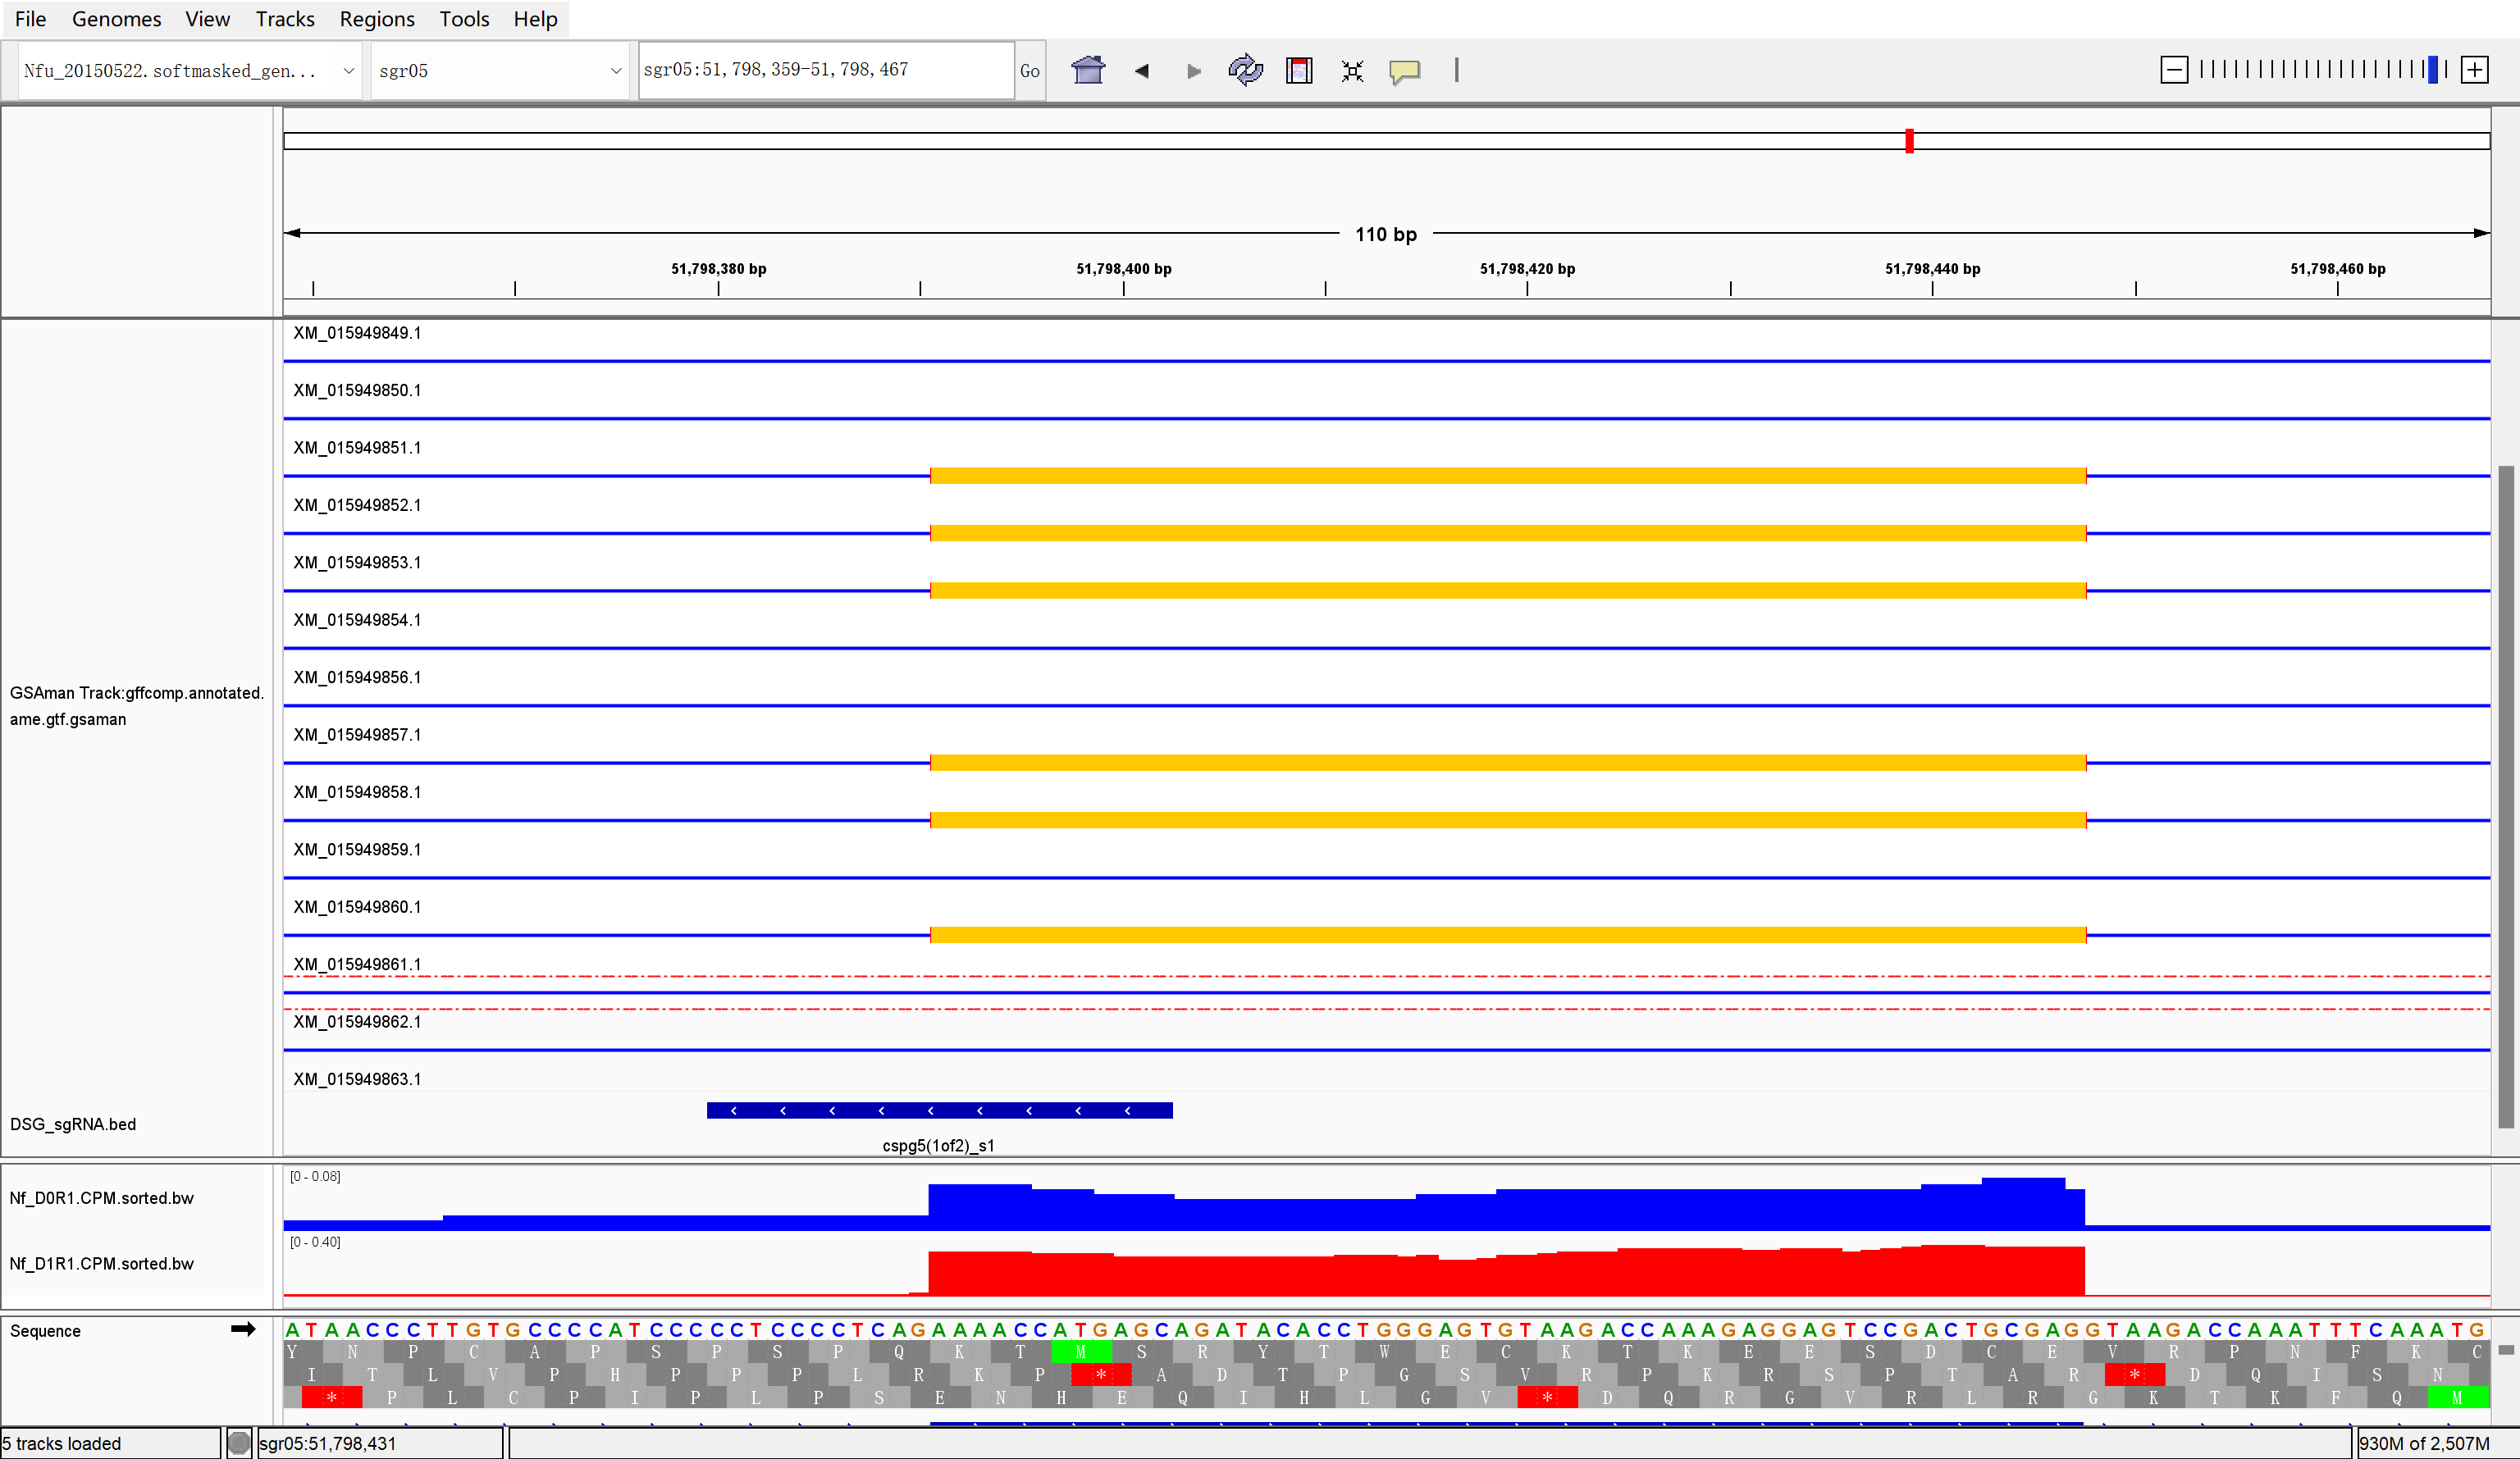 File Genomes View Tracks Regions Tools Help
Nfu_20150522.softmasked_gen... sgr05 sgr05:51,798,359-51,798,467 Go
110 bp
51,798,380 bp 51,798,400 bp 51,798,420 bp 51,798,440 bp 51,798,460 bp
XM_015949849.1
XM_015949850.1
XM_015949851.1
XM_015949852.1
XM_015949853.1
XM_015949854.1
XM_015949856.1
GSAman Track:gffcomp.annotated.
ame.gtf.gsaman
XM_015949857.1
XM_015949858.1
XM_015949859.1
XM_015949860.1
XM_015949861.1
XM_015949862.1
XM_015949863.1
DSG_sgRNA.bed
cspg5(1of2)_s1
[0 - 0.08]
Nf_D0R1.CPM.sorted.bw
[0 - 0.40]
Nf_D1R1.CPM.sorted.bw
Sequence ATAACCCTTGTGCCCCATCCCCCTCCCCTCAGAAAACCATGAGCAGATACACCTGGGAGTGTAAGACCAAAGAGGAGTCCGACTGCGAGGTAAGACCAAATTTCAAATG
Y N P C A P S P S P Q K T M S R Y T W E C K T K E E S D C E V R P N F K C
I T L V P H P P P L R K P * A D T P G S V R P K R S P T A R * D Q I S N
* P L C P I P L P S E N H E Q I H L G V * D Q R G V R L R G K T K F Q M
5 tracks loaded sgr05:51,798,431 930M of 2,507M